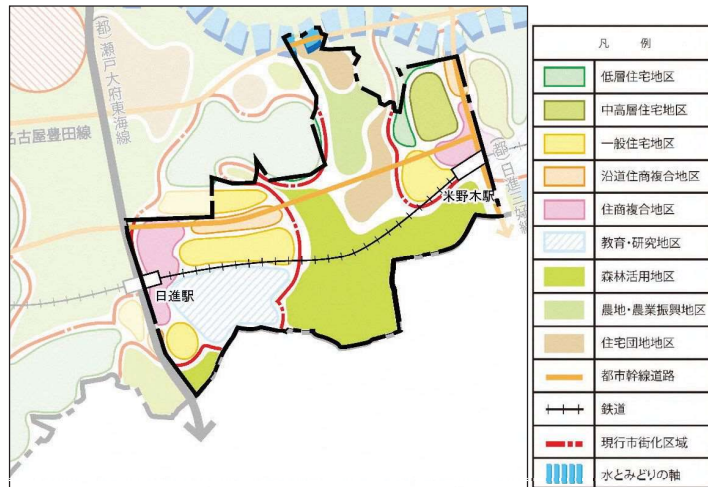 (都)瀬戸大府東海線
名古屋豊田線
日進駅
米野木駅
(都)日進三好線
凡 例
低層住宅地区
中高層住宅地区
一般住宅地区
沿道住商複合地区
住商複合地区
教育・研究地区
森林活用地区
農地・農業振興地区
住宅団地地区
都市幹線道路
鉄道
現行市街化区域
水とみどりの軸